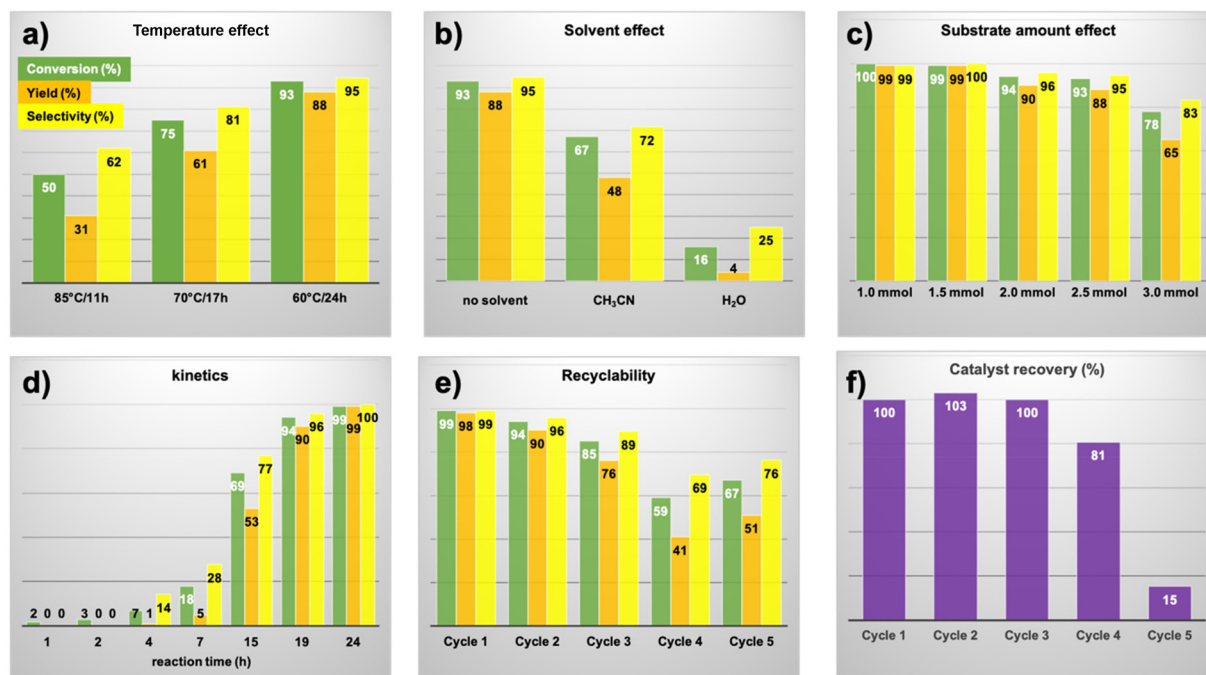 a)
Temperature effect
Conversion (%)
Yield (%)
Selectivity (%)
50
31
62
75
61
81
93
88
95
85°C/11h 70°C/17h 60°C/24h
b)
Solvent effect
93
88
95
67
48
72
16
4
25
no solvent CH₃CN H₂O
c)
Substrate amount effect
100 99 99
99 99 100
94
90
96
93
88
95
78
65
83
1.0 mmol 1.5 mmol 2.0 mmol 2.5 mmol 3.0 mmol
d)
kinetics
2 0 0
3 0 0
7 1 14
18
5
28
69
53
77
94
90
96
99
99
100
1 2 4 7 15 19 24
reaction time (h)
e)
Recyclability
99 98 99
94
90
96
85
76
89
59
41
69
67
51
76
Cycle 1 Cycle 2 Cycle 3 Cycle 4 Cycle 5
f)
Catalyst recovery (%)
100
103
100
81
15
Cycle 1 Cycle 2 Cycle 3 Cycle 4 Cycle 5